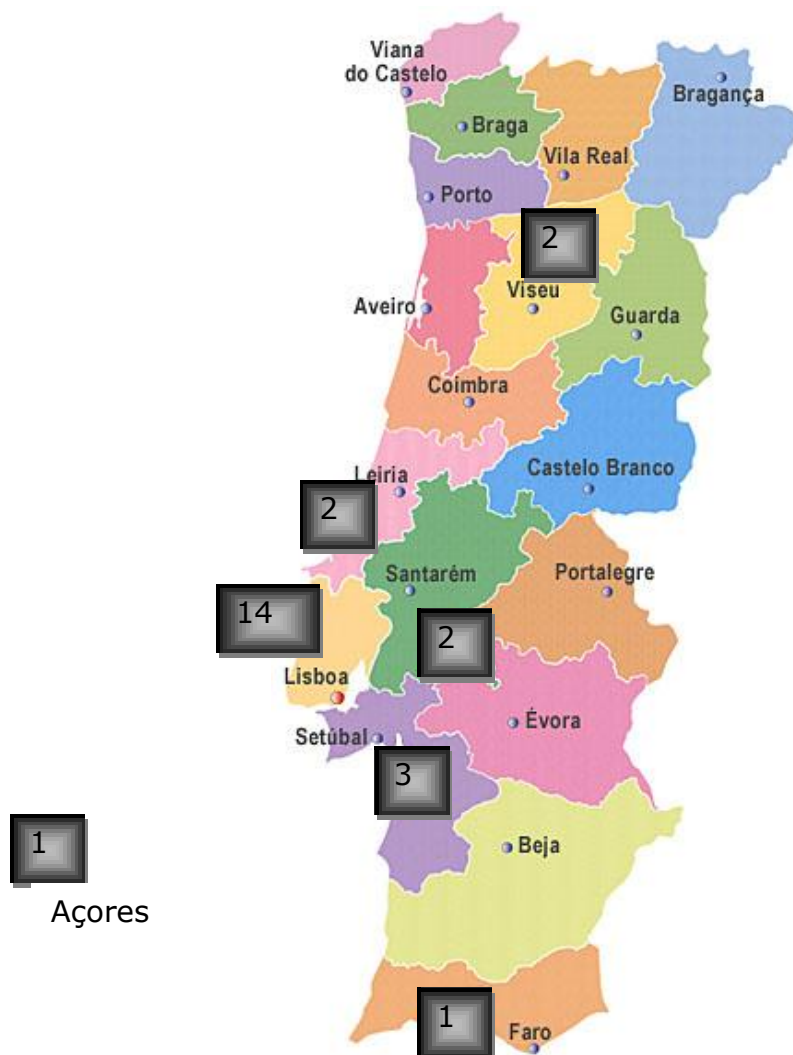 Viana
do Castelo
Bragança
Braga
Vila Real
Porto
2
Aveiro
Viseu
Guarda
Coimbra
Leiria
Castelo Branco
2
Santarém
Portalegre
14
2
Lisboa
Évora
Setúbal
3
1
Beja
Açores
1
Faro